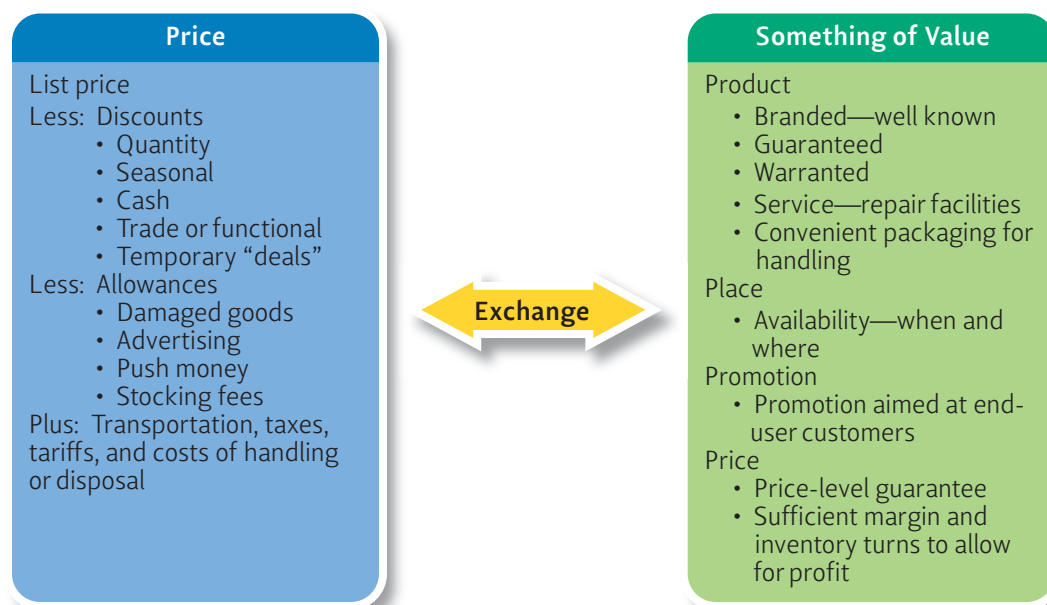 Price
List price
Less: Discounts
• Quantity
• Seasonal
• Cash
• Trade or functional
• Temporary “deals”
Less: Allowances
• Damaged goods
• Advertising
• Push money
• Stocking fees
Plus: Transportation, taxes,
tariffs, and costs of handling
or disposal
Exchange
Something of Value
Product
• Branded—well known
• Guaranteed
• Warranted
• Service—repair facilities
• Convenient packaging for
handling
Place
• Availability—when and
where
Promotion
• Promotion aimed at end-
user customers
Price
• Price-level guarantee
• Sufficient margin and
inventory turns to allow
for profit